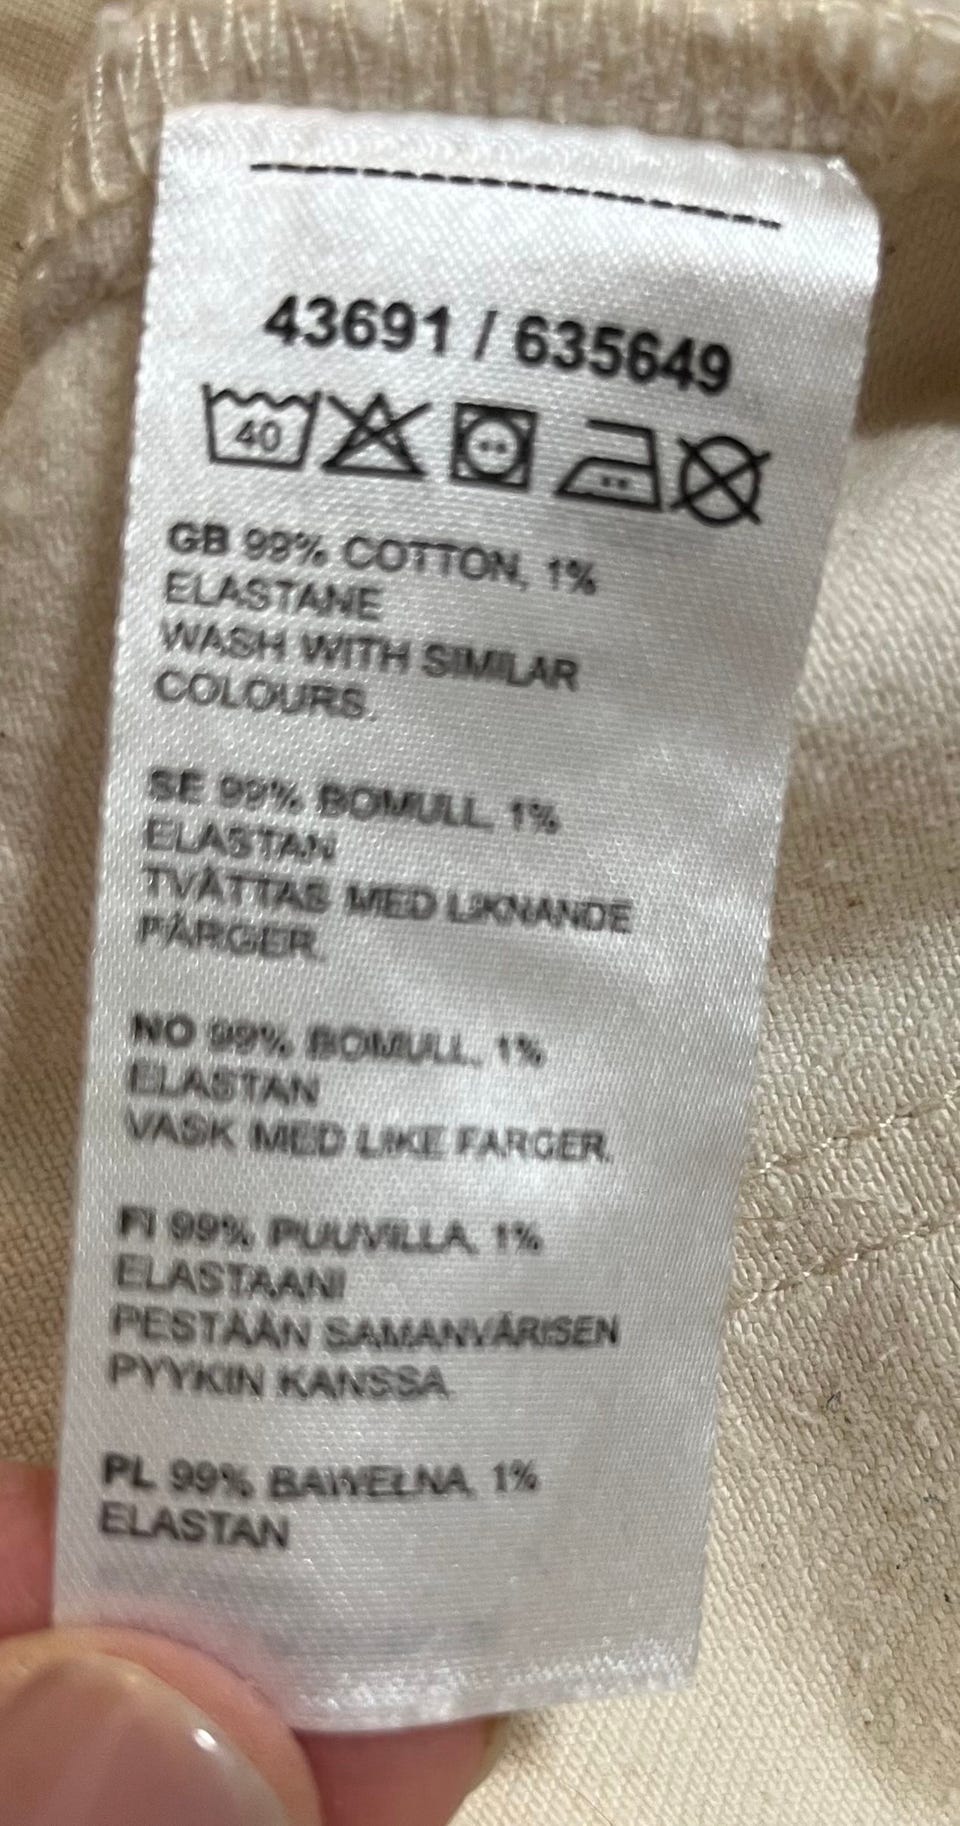 43691 / 635649
40
GB 99% COTTON, 1%
ELASTANE
WASH WITH SIMILAR
COLOURS.
SE 99% BOMULL, 1%
ELASTAN
TVÄTTAS MED LIKNANDE
FÄRGER.
NO 99% BOMULL, 1%
ELASTAN
VASK MED LIKE FARGER.
FI 99% PUUVILLA, 1%
ELASTAANI
PESTÄÄN SAMANVÄRISEN
PYYKIN KANSSA.
PL 99% BAWEŁNA, 1%
ELASTAN